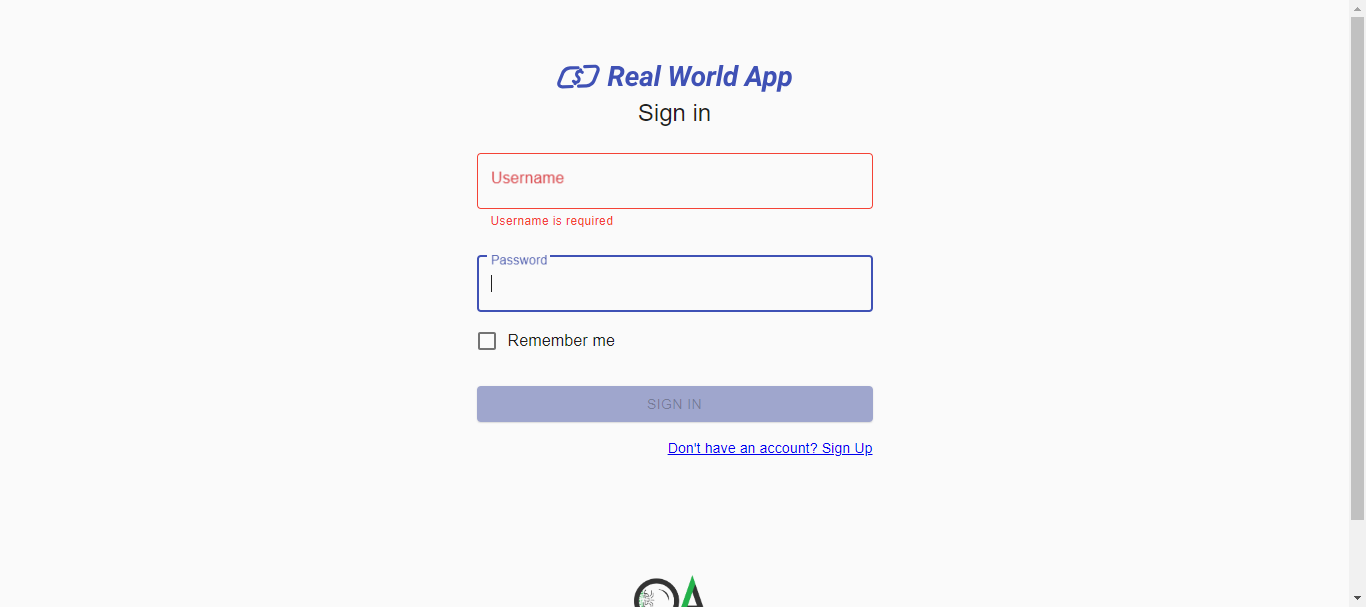 Real World App
Sign in
Username
Username is required
Password
Remember me
SIGN IN
Don't have an account? Sign Up